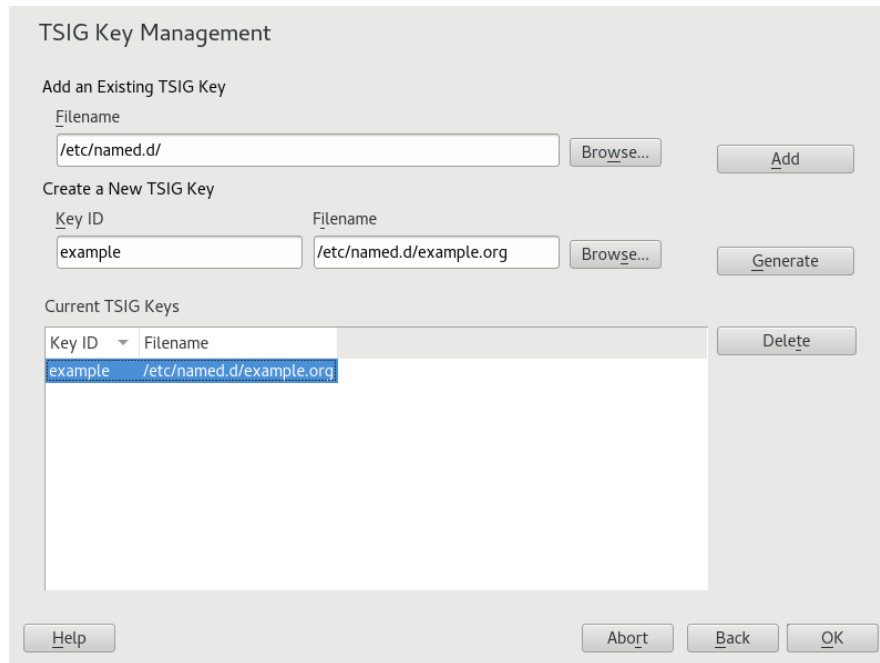 TSIG Key Management
Add an Existing TSIG Key
Filename
/etc/named.d/
Browse...
Add
Create a New TSIG Key
Key ID
Filename
example
/etc/named.d/example.org
Browse...
Generate
Current TSIG Keys
Key ID
Filename
Delete
example
/etc/named.d/example.org
Help
Abort
Back
OK